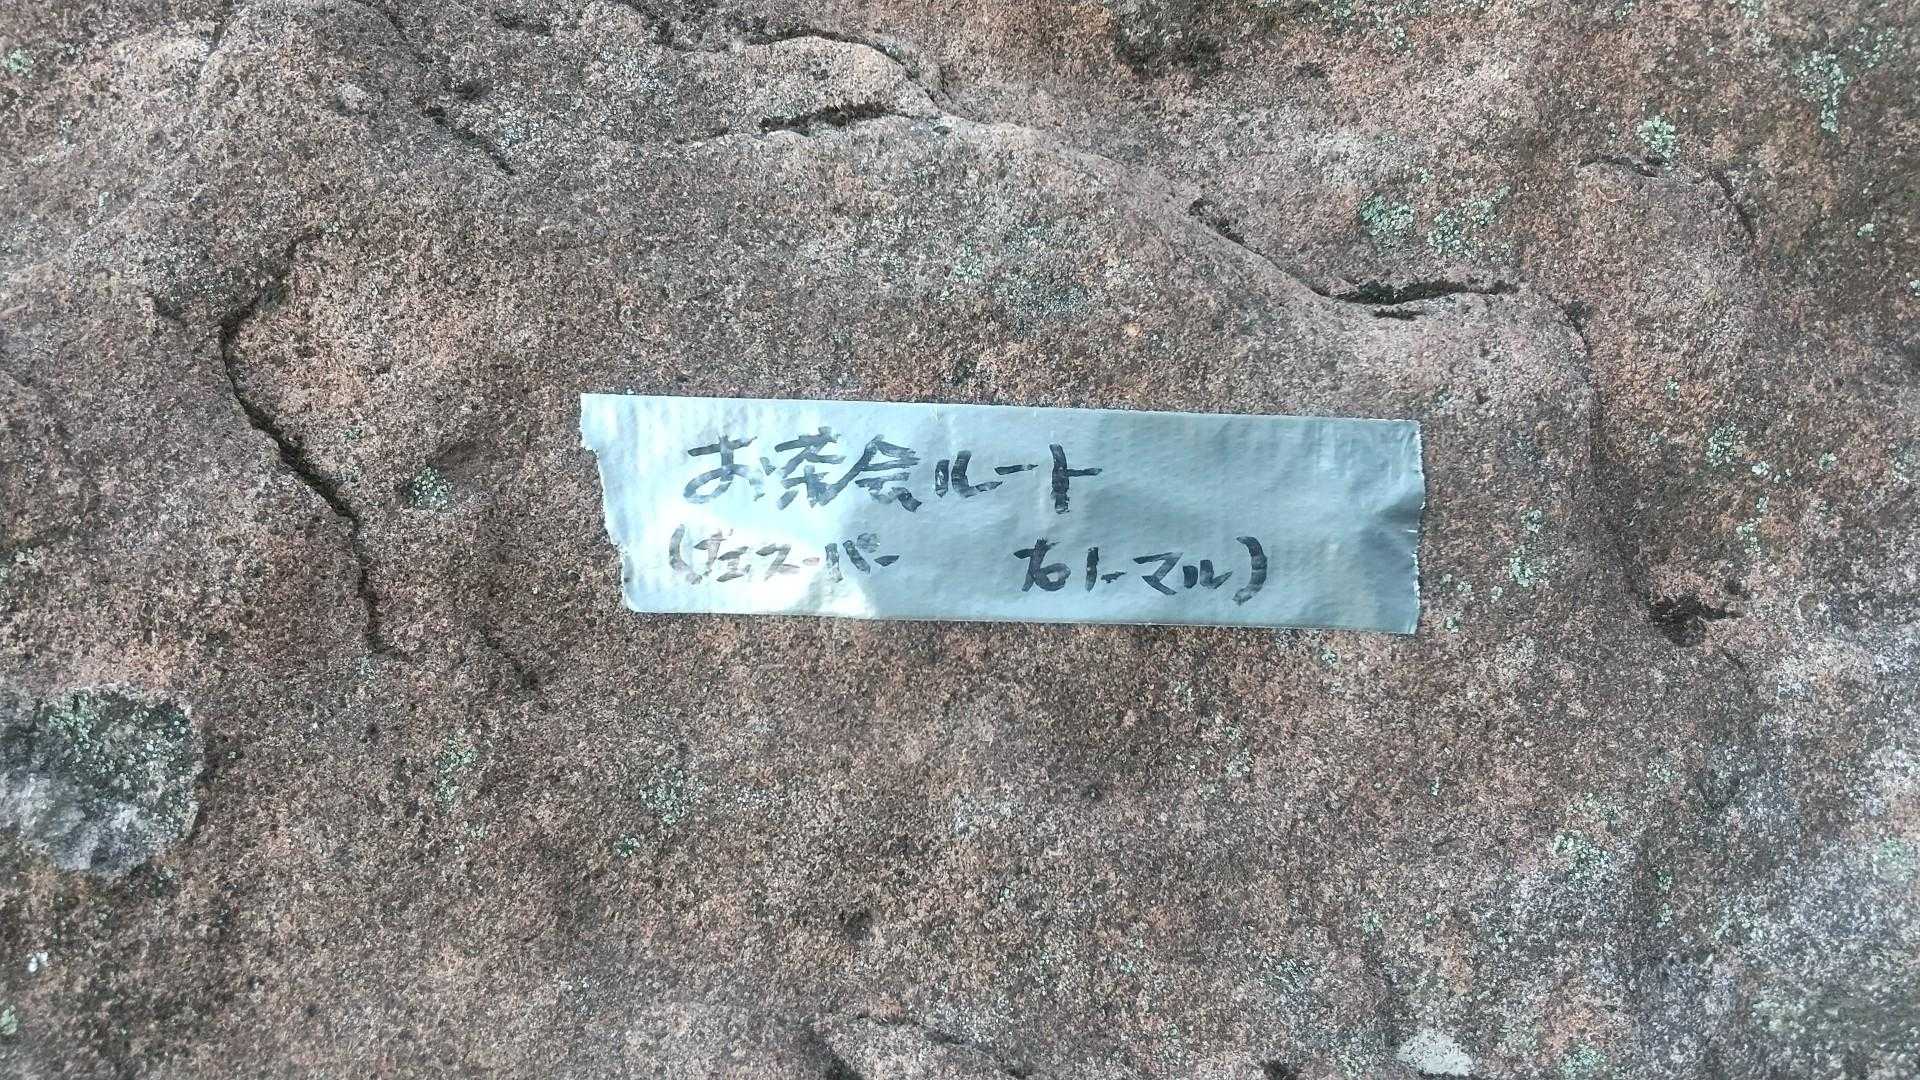 お茶会ルート
(左スーパー 右ノーマル)